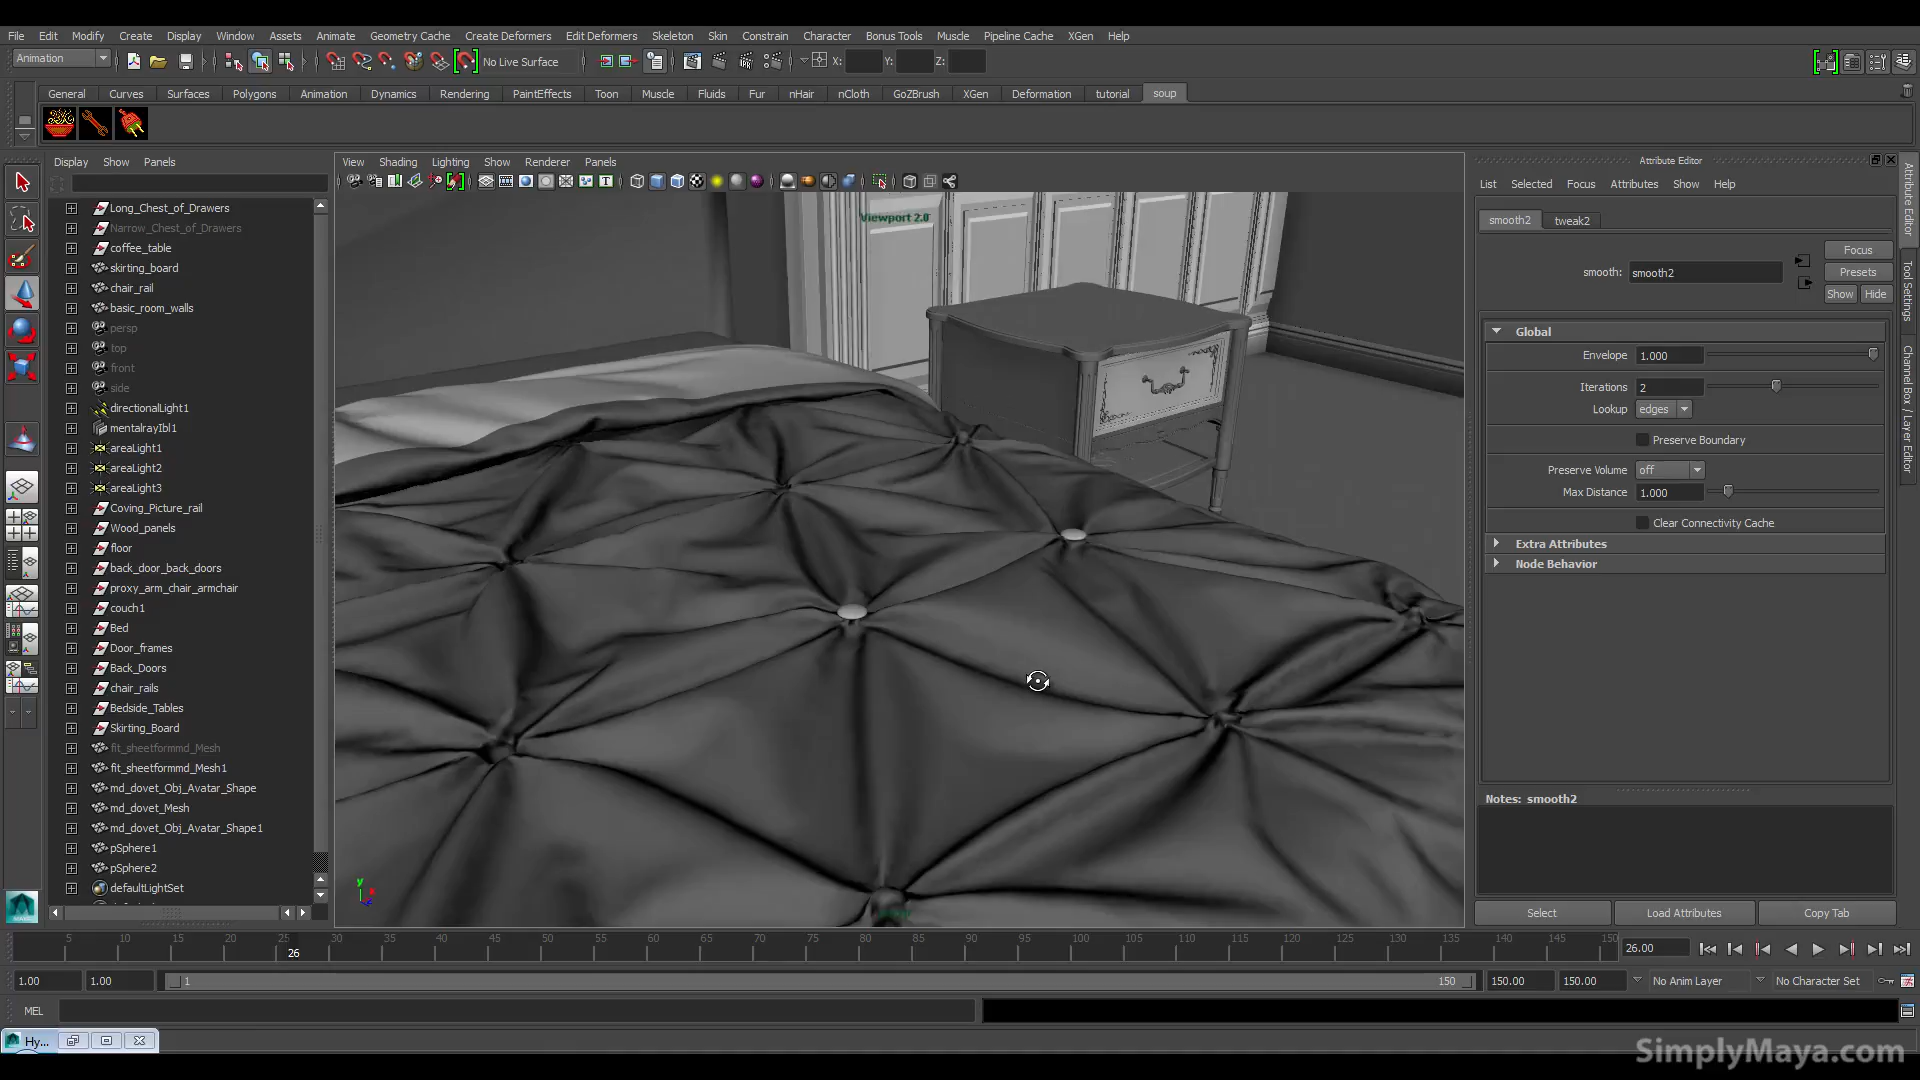 File Edit Modify Create Display Window Assets Animate Geometry Cache Create Deformers Edit Deformers Skeleton Skin Constrain Character Bonus Tools Muscle Pipeline Cache XGen Help
Animation No Live Surface X: Y: Z:
General Curves Surfaces Polygons Animation Dynamics Rendering PaintEffects Toon Muscle Fluids Fur nHair nCloth GoZBrush XGen Deformation tutorial soup
Display Show Panels
View Shading Lighting Show Renderer Panels
Long_Chest_of_Drawers
Narrow_Chest_of_Drawers
coffee_table
skirting_board
chair_rail
basic_room_walls
persp
top
front
side
directionalLight1
mentalrayIbl1
areaLight1
areaLight2
areaLight3
Coving_Picture_rail
Wood_panels
floor
back_door_back_doors
proxy_arm_chair_armchair
couch1
Bed
Door_frames
Back_Doors
chair_rails
Bedside_Tables
Skirting_Board
fit_sheetformmd_Mesh
fit_sheetformmd_Mesh1
md_dovet_Obj_Avatar_Shape
md_dovet_Mesh
md_dovet_Obj_Avatar_Shape1
pSphere1
pSphere2
defaultLightSet
Viewport 2.0
y x z
Attribute Editor
List Selected Focus Attributes Show Help
smooth2 tweak2
Focus
smooth: smooth2
Presets
Show Hide
Global
Envelope 1.000
Iterations 2
Lookup edges
Preserve Boundary
Preserve Volume off
Max Distance 1.000
Clear Connectivity Cache
Extra Attributes
Node Behavior
Notes: smooth2
Select Load Attributes Copy Tab
Attribute Editor
Tool Settings
Channel Box / Layer Editor
5 10 15 20 25 30 35 40 45 50 55 60 65 70 75 80 85 90 95 100 105 110 115 120 125 130 135 140 145 150
26
26.00
1.00 1.00 1 150 150.00 150.00 No Anim Layer No Character Set
MEL
Hy...
SimplyMaya.com